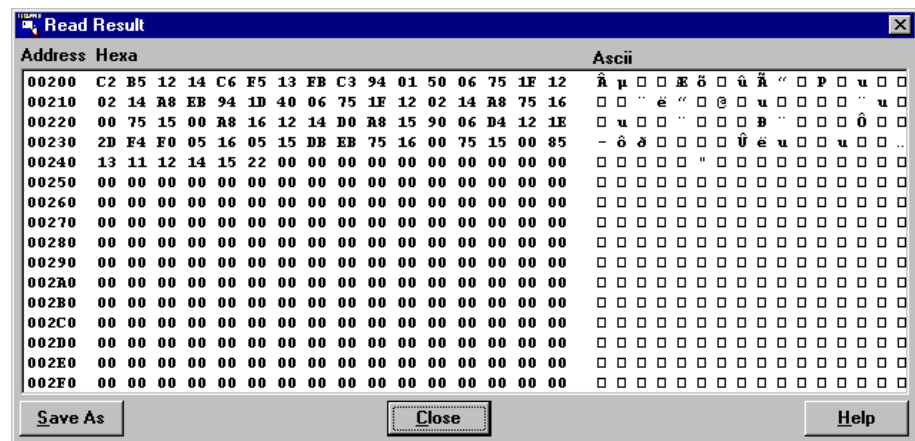 Read Result
Address Hexa Ascii
00200 C2 B5 12 14 C6 F5 13 FB C3 94 01 50 06 75 1F 12 Â µ □ □ Æ õ □ û Ã ” □ P □ u □ □
00210 02 14 A8 EB 94 1D 40 06 75 1F 12 02 14 A8 75 16 □ □ ¨ ë ” □ @ □ u □ □ □ □ ¨ u □
00220 00 75 15 00 A8 16 12 14 D0 A8 15 90 06 D4 12 1E □ u □ □ ¨ □ □ □ Ð ¨ □ □ □ Ô □ □
00230 2D F4 F0 05 16 05 15 DB EB 75 16 00 75 15 00 85 - ô ð □ □ □ □ Û ë u □ □ u □ □ …
00240 13 11 12 14 15 22 00 00 00 00 00 00 00 00 00 00 □ □ □ □ □ " □ □ □ □ □ □ □ □ □ □
00250 00 00 00 00 00 00 00 00 00 00 00 00 00 00 00 00 □ □ □ □ □ □ □ □ □ □ □ □ □ □ □ □
00260 00 00 00 00 00 00 00 00 00 00 00 00 00 00 00 00 □ □ □ □ □ □ □ □ □ □ □ □ □ □ □ □
00270 00 00 00 00 00 00 00 00 00 00 00 00 00 00 00 00 □ □ □ □ □ □ □ □ □ □ □ □ □ □ □ □
00280 00 00 00 00 00 00 00 00 00 00 00 00 00 00 00 00 □ □ □ □ □ □ □ □ □ □ □ □ □ □ □ □
00290 00 00 00 00 00 00 00 00 00 00 00 00 00 00 00 00 □ □ □ □ □ □ □ □ □ □ □ □ □ □ □ □
002A0 00 00 00 00 00 00 00 00 00 00 00 00 00 00 00 00 □ □ □ □ □ □ □ □ □ □ □ □ □ □ □ □
002B0 00 00 00 00 00 00 00 00 00 00 00 00 00 00 00 00 □ □ □ □ □ □ □ □ □ □ □ □ □ □ □ □
002C0 00 00 00 00 00 00 00 00 00 00 00 00 00 00 00 00 □ □ □ □ □ □ □ □ □ □ □ □ □ □ □ □
002D0 00 00 00 00 00 00 00 00 00 00 00 00 00 00 00 00 □ □ □ □ □ □ □ □ □ □ □ □ □ □ □ □
002E0 00 00 00 00 00 00 00 00 00 00 00 00 00 00 00 00 □ □ □ □ □ □ □ □ □ □ □ □ □ □ □ □
002F0 00 00 00 00 00 00 00 00 00 00 00 00 00 00 00 00 □ □ □ □ □ □ □ □ □ □ □ □ □ □ □ □
Save As Close Help